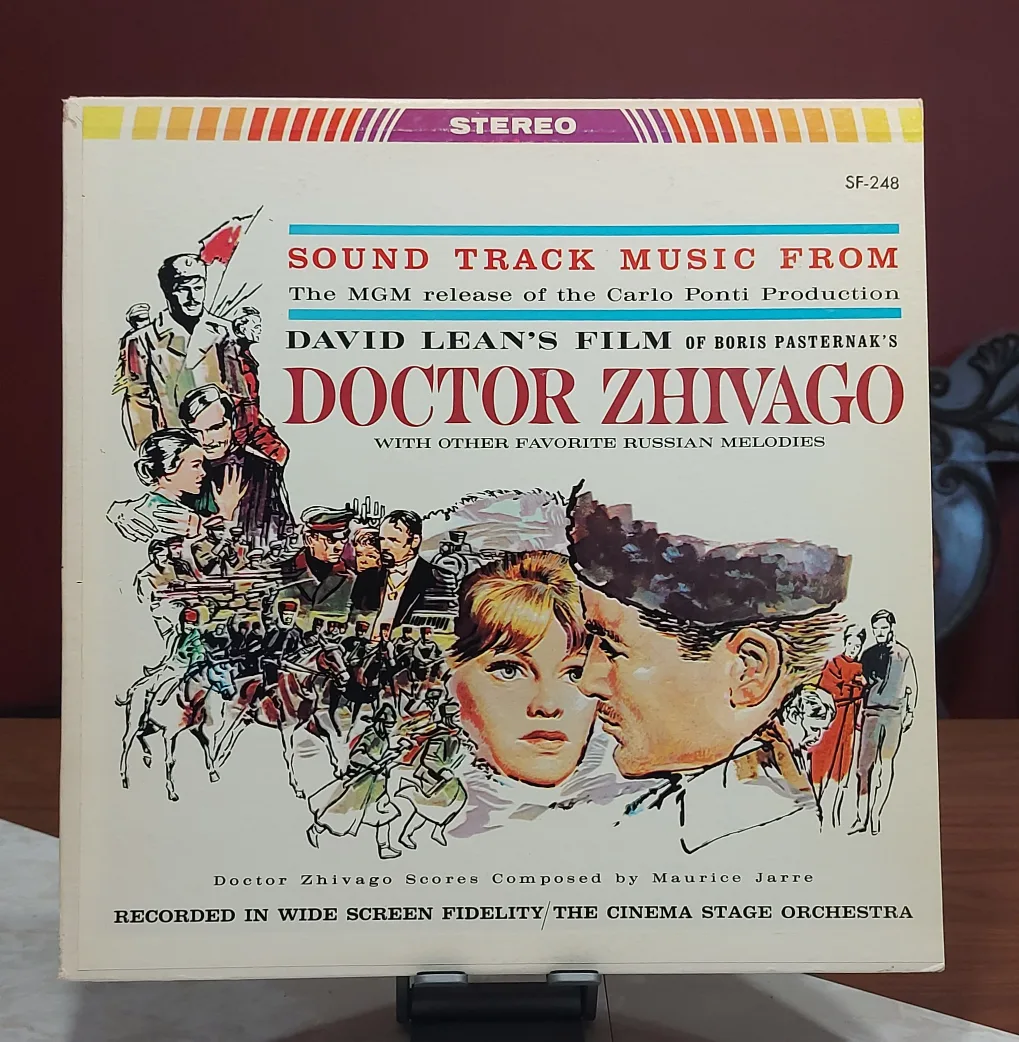 STEREO
SF-248
SOUND TRACK MUSIC FROM
The MGM release of the Carlo Ponti Production
DAVID LEAN'S FILM OF BORIS PASTERNAK'S
DOCTOR ZHIVAGO
WITH OTHER FAVORITE RUSSIAN MELODIES
Doctor Zhivago Scores Composed by Maurice Jarre
RECORDED IN WIDE SCREEN FIDELITY/THE CINEMA STAGE ORCHESTRA